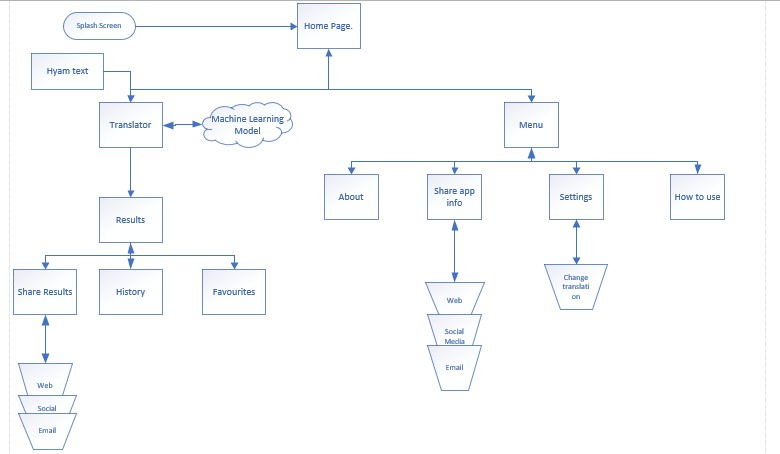 Splash Screen
Home Page.
Hyam text
Translator
Machine Learning
Model
Menu
About
Share app
info
Settings
How to use
Results
Share Results
History
Favourites
Change
translati
on
Web
Social
Media
Email
Web
Social
Email